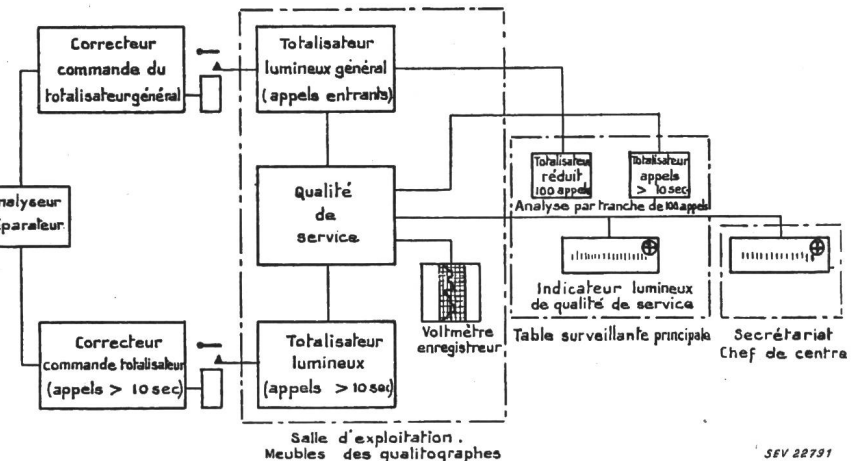 Correcteur
commande du
totalisateur général
Totalisateur
lumineux général
(appels entrants)
Totalisateur
réduit
100 appels
Totalisateur
appels
> 10 sec
Analyse par tranche de 100 appels
nalyseur
éparateur
Qualité
de
service
Indicateur lumineux
de qualité de service
Voltmètre
enregistreur
Table surveillante principale
Secrétariat
Chef de centre
Correcteur
commande totalisateur
(appels > 10 sec)
Totalisateur
lumineux
(appels > 10 sec)
Salle d'exploitation.
Meubles des qualitographes
SEV 22791